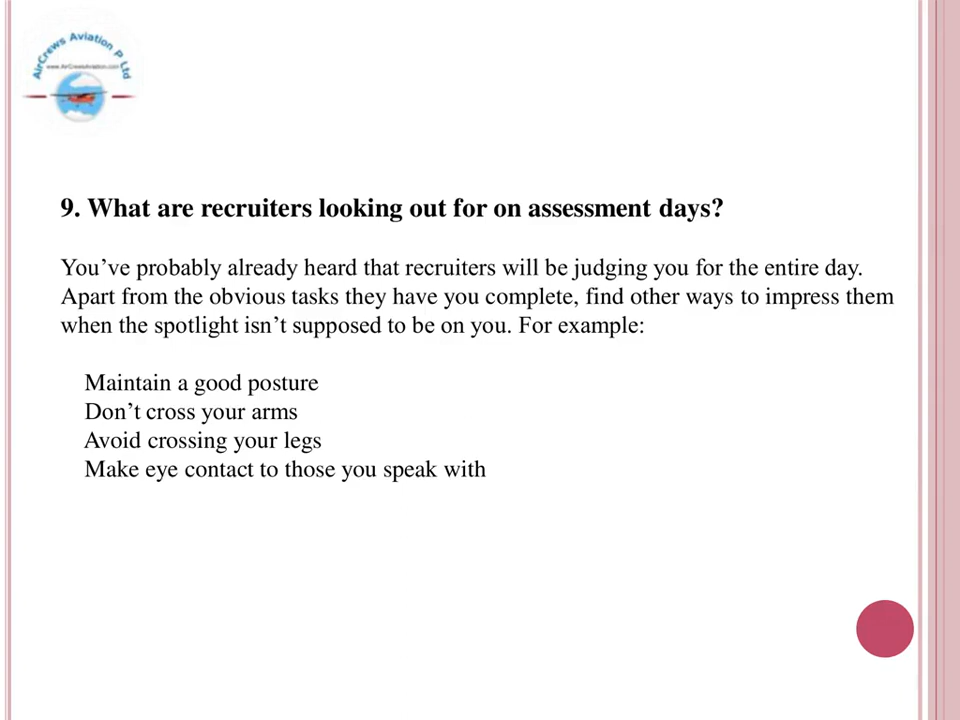 AirCrews Aviation P Ltd
www.AirCrewsAviation.com
9. What are recruiters looking out for on assessment days?
You’ve probably already heard that recruiters will be judging you for the entire day.
Apart from the obvious tasks they have you complete, find other ways to impress them
when the spotlight isn’t supposed to be on you. For example:
Maintain a good posture
Don’t cross your arms
Avoid crossing your legs
Make eye contact to those you speak with